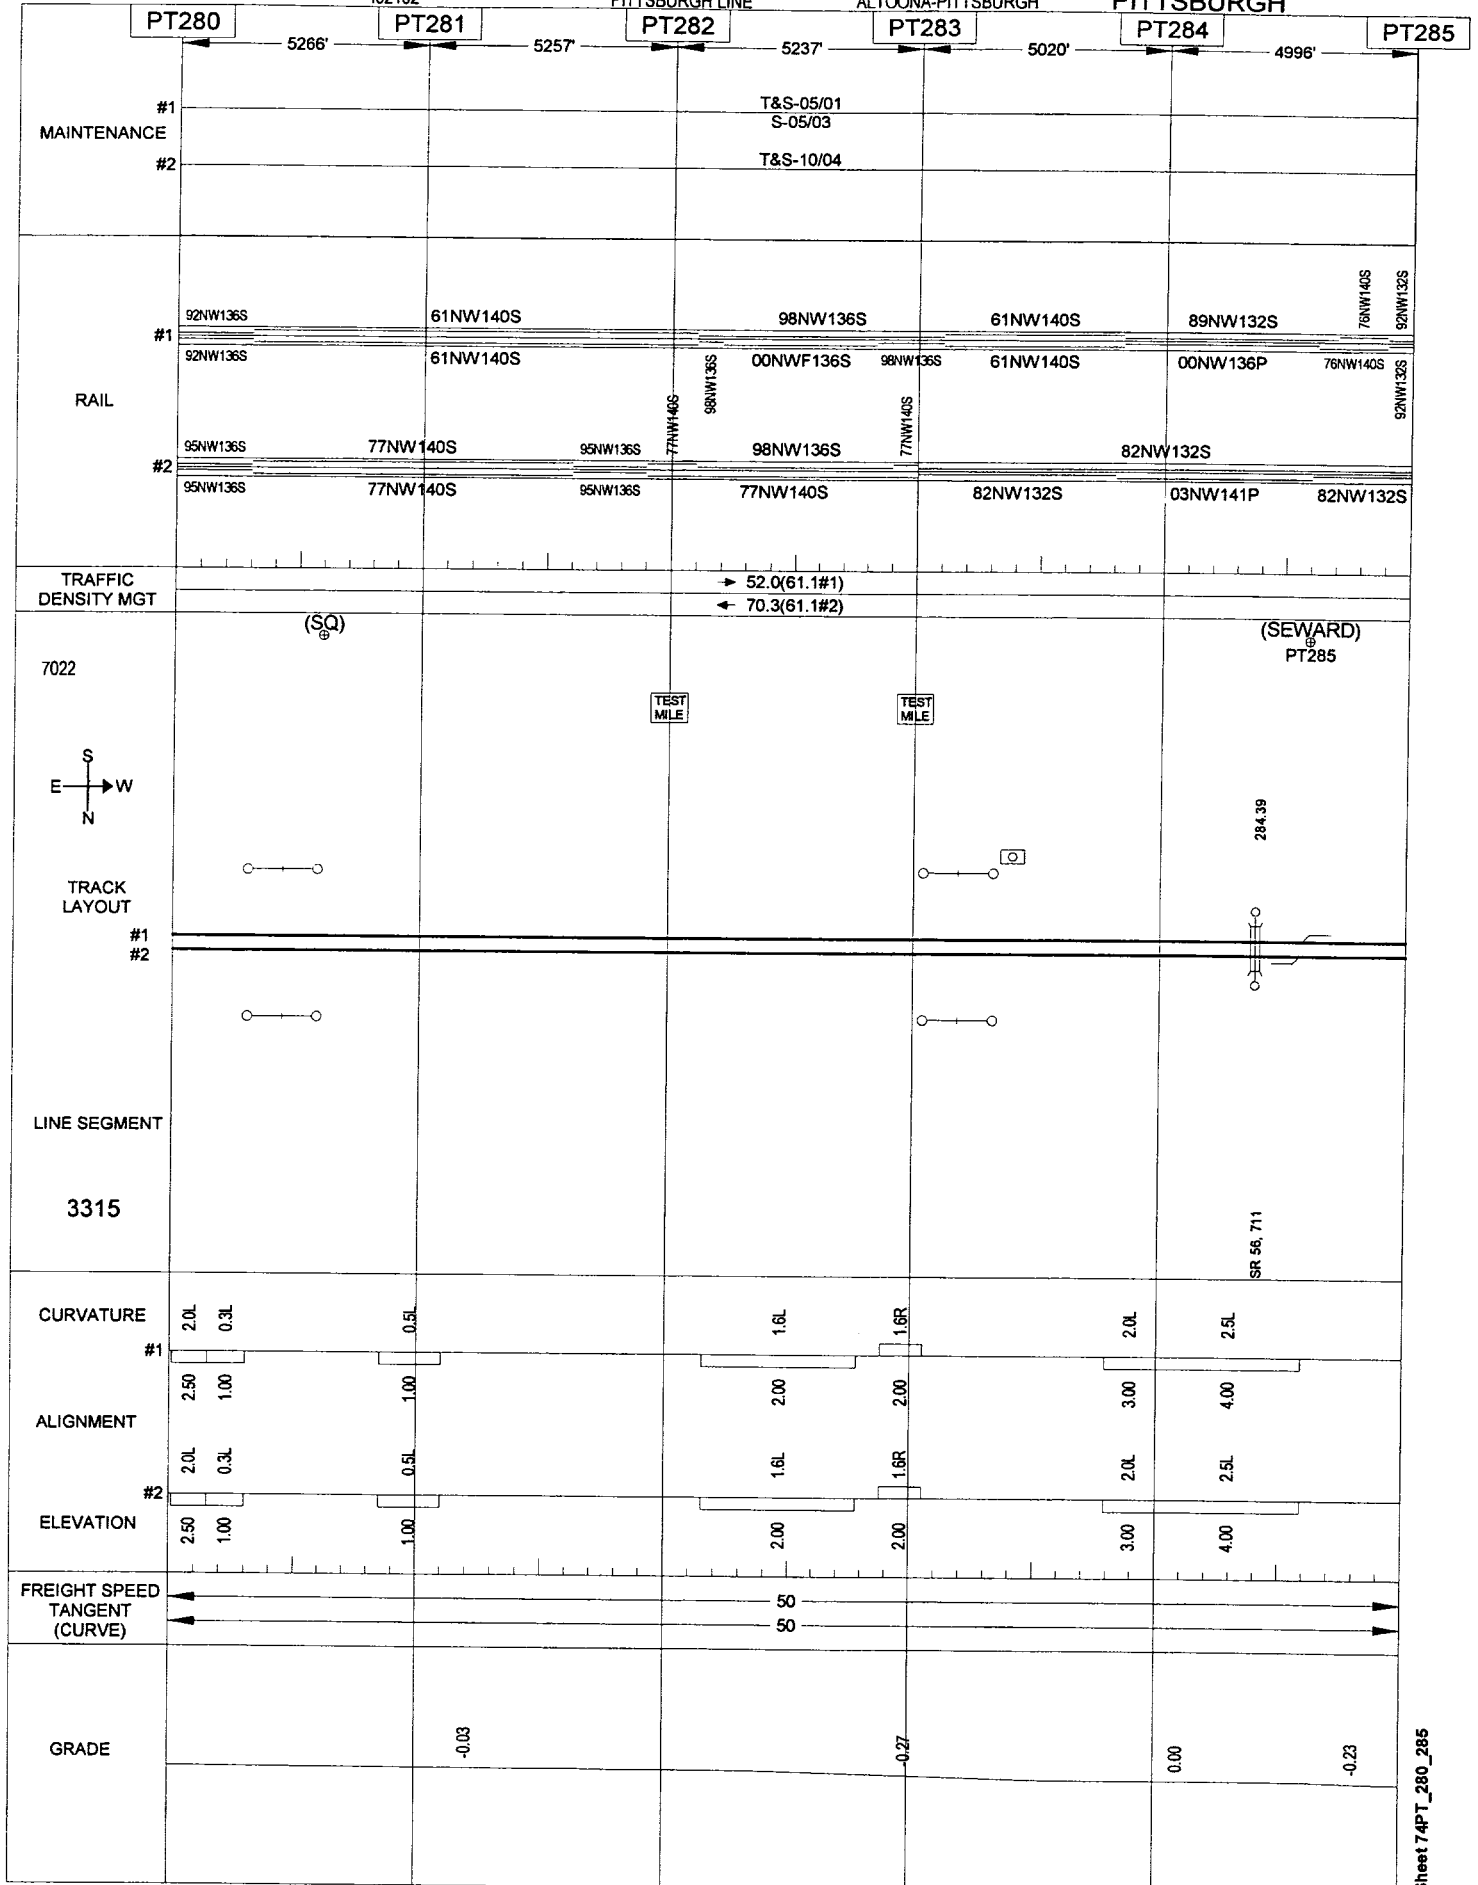 PITTSBURGH LINE ALTOONA-PITTSBURGH PITTSBURGH
PT280 PT281 PT282 PT283 PT284 PT285
5266' 5257' 5237' 5020' 4996'
MAINTENANCE
#1 T&S-05/01
S-05/03
#2 T&S-10/04
RAIL
76NW140S 92NW132S
92NW136S 61NW140S 98NW136S 61NW140S 89NW132S
#1
92NW136S 61NW140S 98NW136S 00NWF136S 98NW136S 61NW140S 00NW136P 76NW140S 92NW132S
77NW140S 77NW140S
95NW136S 77NW140S 95NW136S 98NW136S 82NW132S
#2
95NW136S 77NW140S 95NW136S 77NW140S 82NW132S 03NW141P 82NW132S
TRAFFIC
DENSITY MGT
52.0(61.1#1)
70.3(61.1#2)
(SQ) (SEWARD)
PT285
7022
TEST
MILE
TEST
MILE
S
E W
N
284.39
TRACK
LAYOUT
#1
#2
LINE SEGMENT
3315
SR 56, 711
CURVATURE
2.0L 0.3L 0.5L 1.6L 1.6R 2.0L 2.5L
#1
2.50 1.00 1.00 2.00 2.00 3.00 4.00
ALIGNMENT
2.0L 0.3L 0.5L 1.6L 1.6R 2.0L 2.5L
#2
ELEVATION
2.50 1.00 1.00 2.00 2.00 3.00 4.00
FREIGHT SPEED
TANGENT
(CURVE)
50
50
GRADE
-0.03 -0.27 0.00 -0.23
Sheet 74PT_280_285